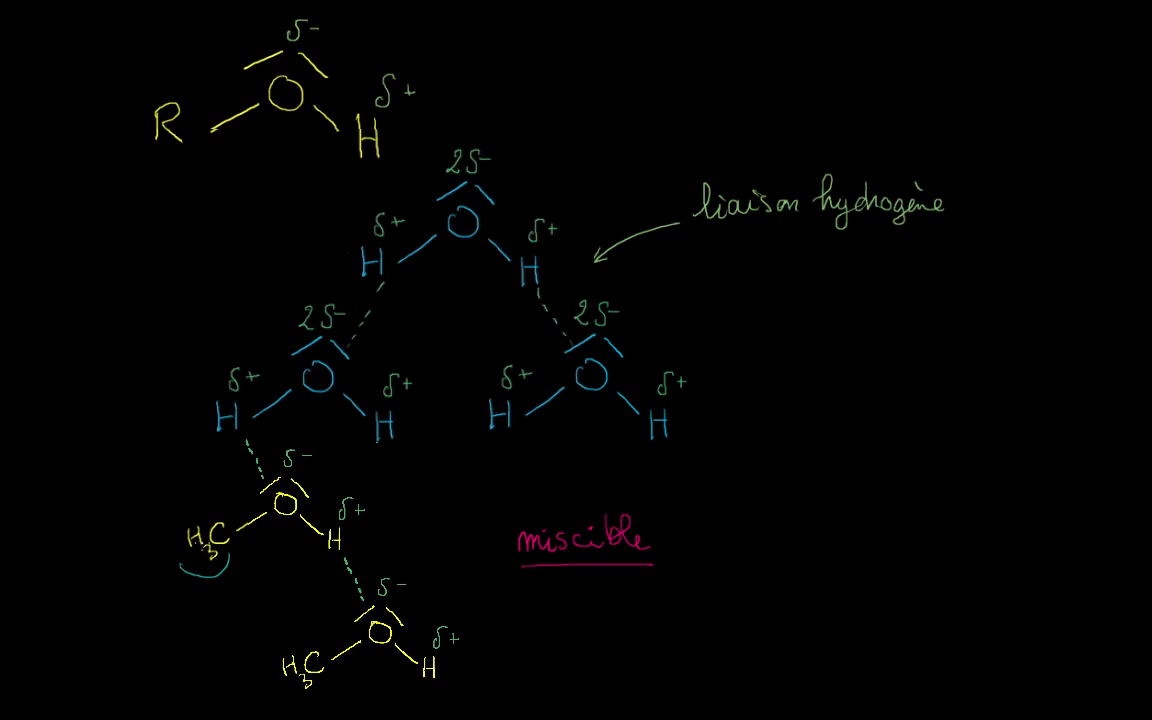 δ-
R O H δ+
2δ-
δ+ O δ+
H H
liaison hydrogène
2δ- 2δ-
δ+ O δ+ δ+ O δ+
H H H H
δ-
O δ+
H3C H
miscible
δ-
O δ+
H3C H